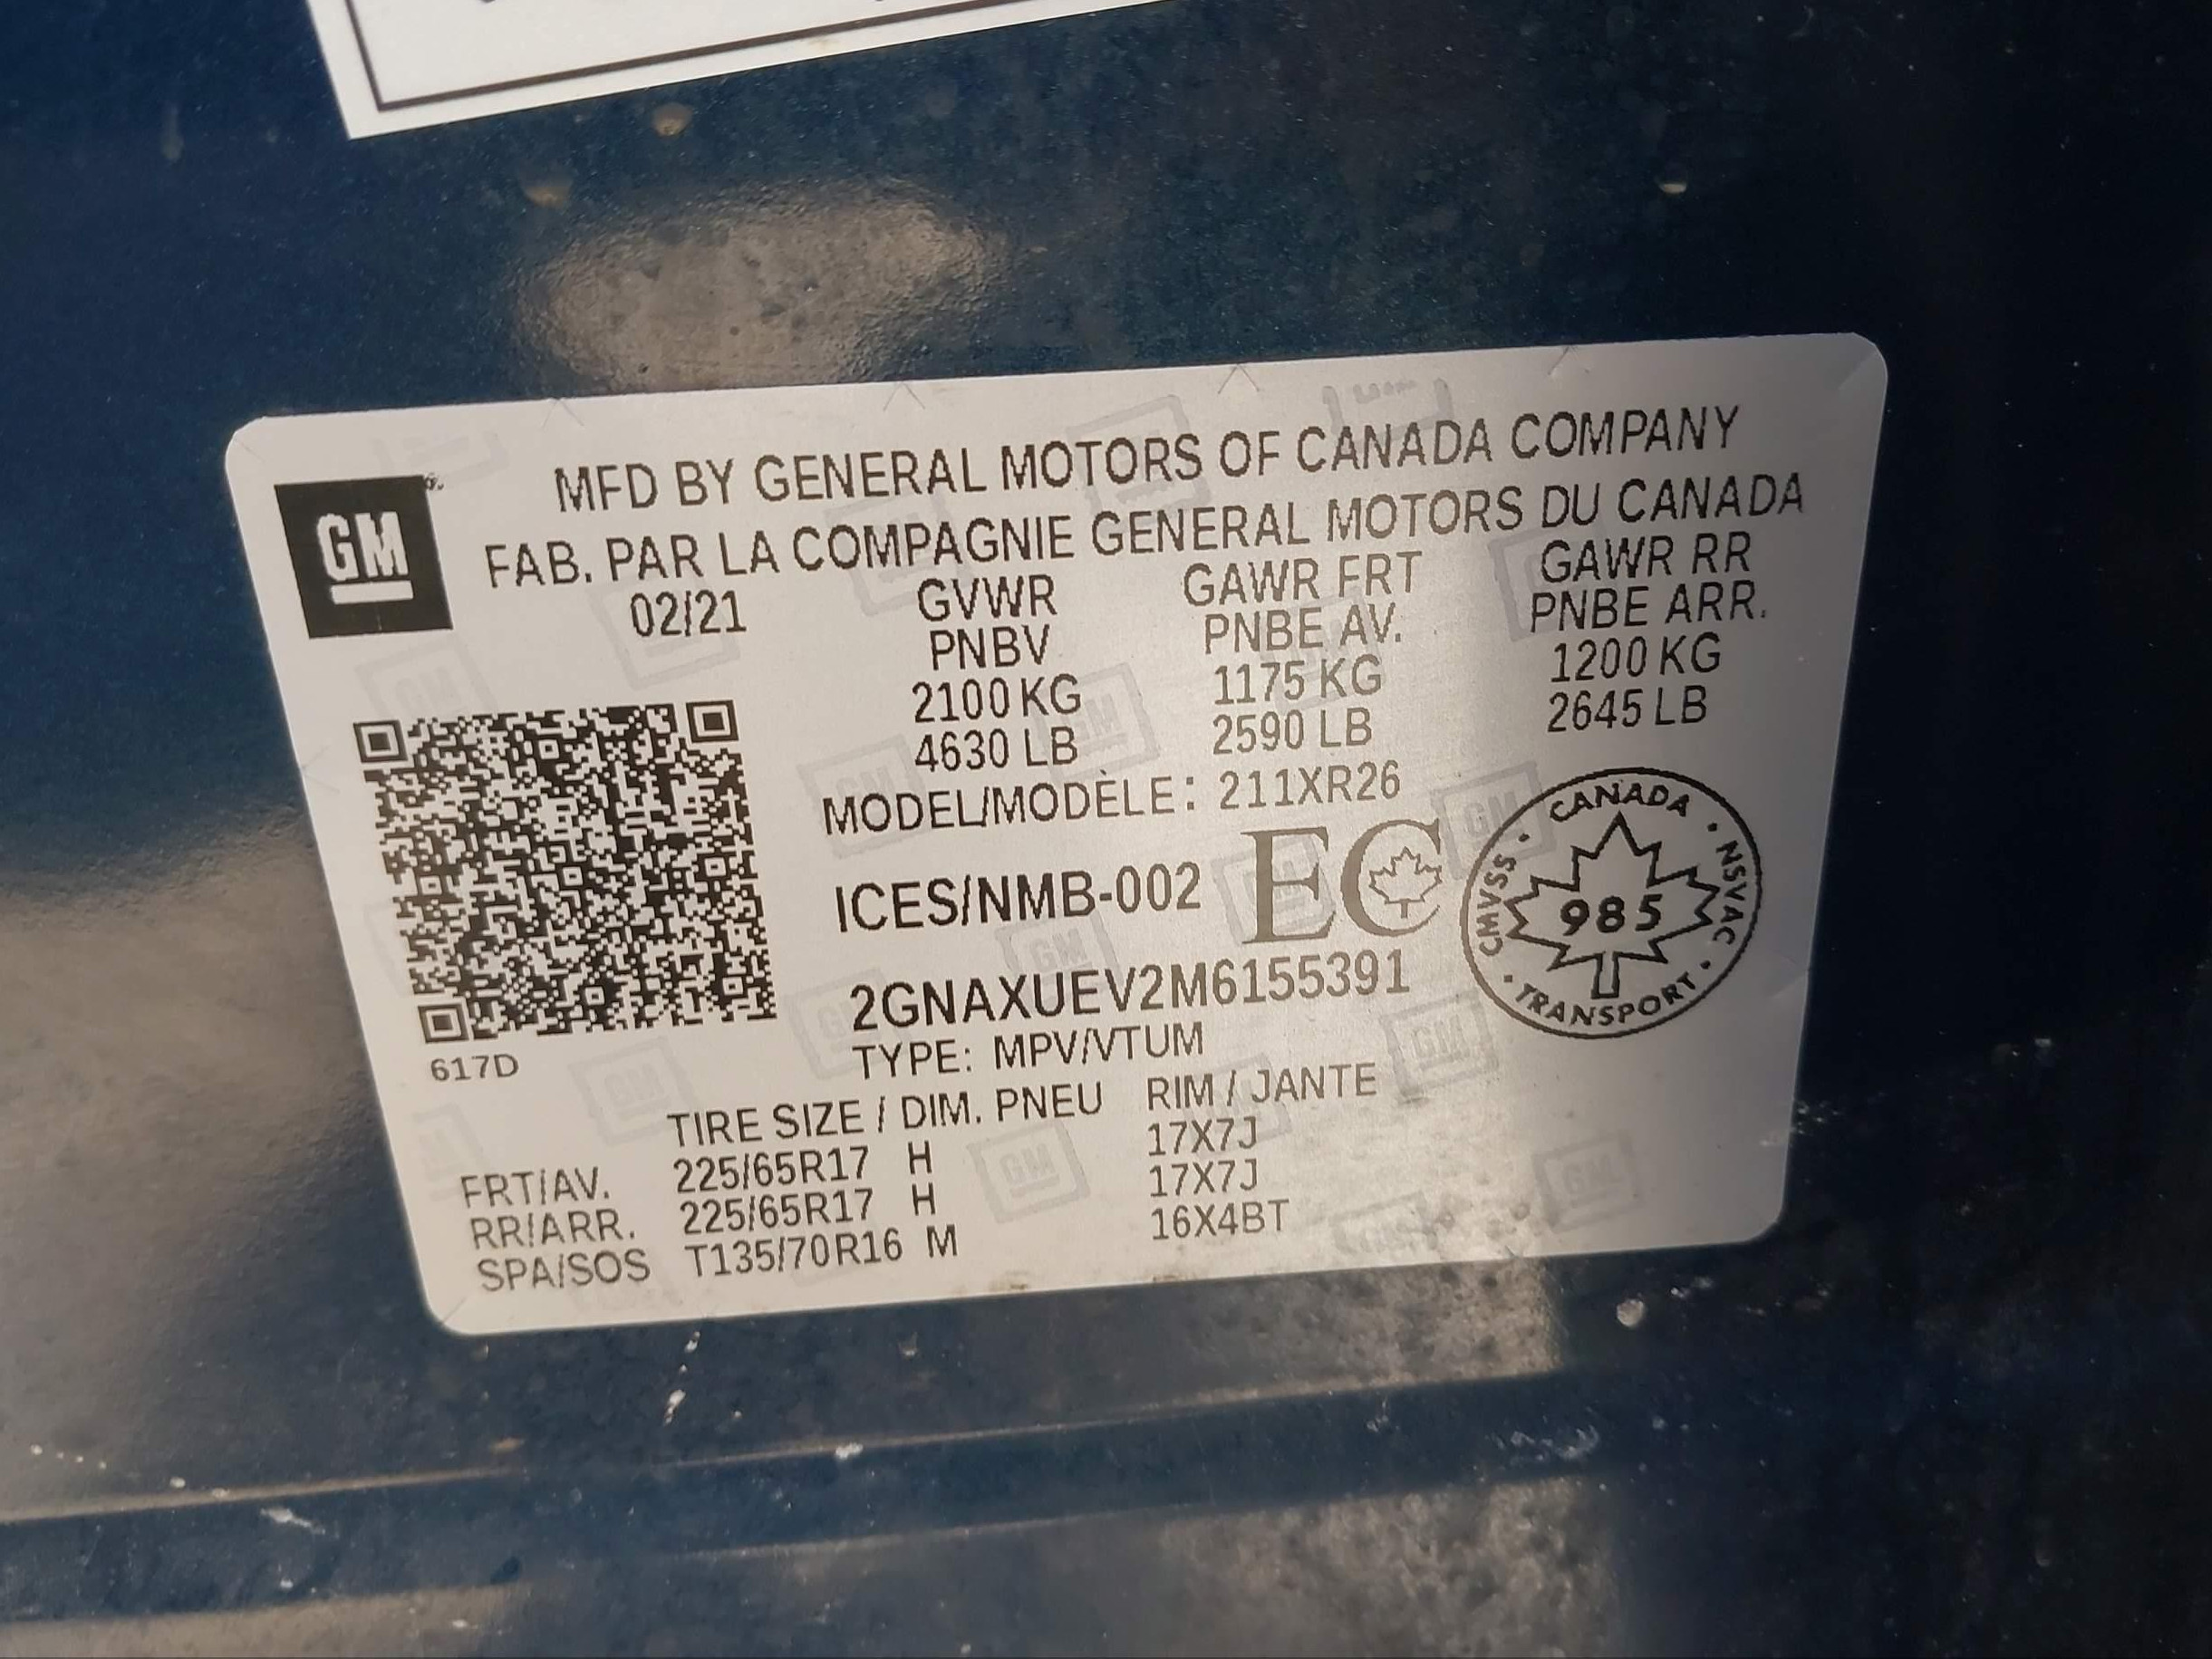 GM
MFD BY GENERAL MOTORS OF CANADA COMPANY
FAB. PAR LA COMPAGNIE GENERAL MOTORS DU CANADA
02/21 GVWR GAWR FRT GAWR RR
PNBV PNBE AV. PNBE ARR.
2100 KG 1175 KG 1200 KG
4630 LB 2590 LB 2645 LB
MODEL/MODÈLE: 211XR26
ICES/NMB-002 EC
CANADA · NSVAC · TRANSPORT · CMVSS ·
985
2GNAXUEV2M6155391
617D
TYPE: MPV/VTUM
TIRE SIZE / DIM. PNEU RIM / JANTE
FRT/AV. 225/65R17 H 17X7J
RR/ARR. 225/65R17 H 17X7J
SPA/SOS T135/70R16 M 16X4BT